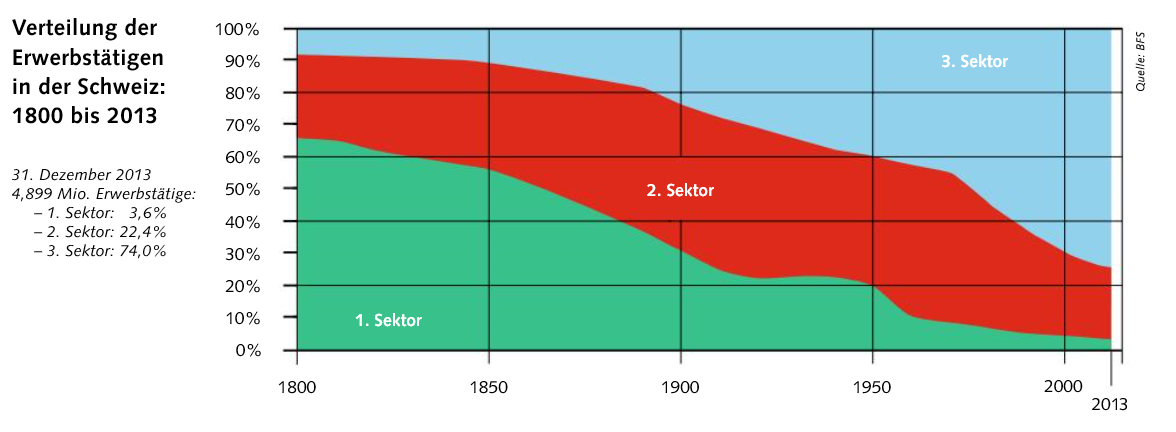 Verteilung der
Erwerbstätigen
in der Schweiz:
1800 bis 2013
31. Dezember 2013
4,899 Mio. Erwerbstätige:
– 1. Sektor: 3,6%
– 2. Sektor: 22,4%
– 3. Sektor: 74,0%
100%
90%
80%
70%
60%
50%
40%
30%
20%
10%
0%
3. Sektor
2. Sektor
1. Sektor
1800
1850
1900
1950
2000
2013
Quelle: BFS